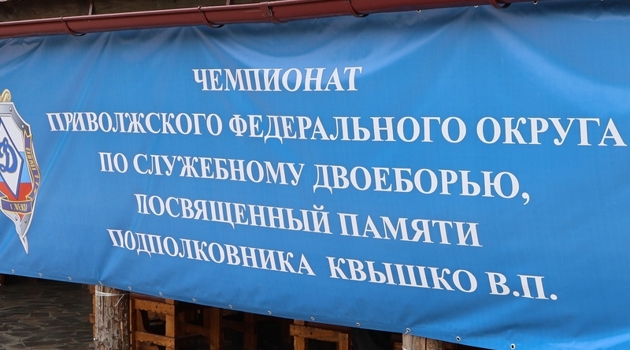 ЧЕМПИОНАТ
ПРИВОЛЖСКОГО ФЕДЕРАЛЬНОГО ОКРУГА
ПО СЛУЖЕБНОМУ ДВОЕБОРЬЮ,
ПОСВЯЩЕННЫЙ ПАМЯТИ
ПОДПОЛКОВНИКА КВЫШКО В.П.